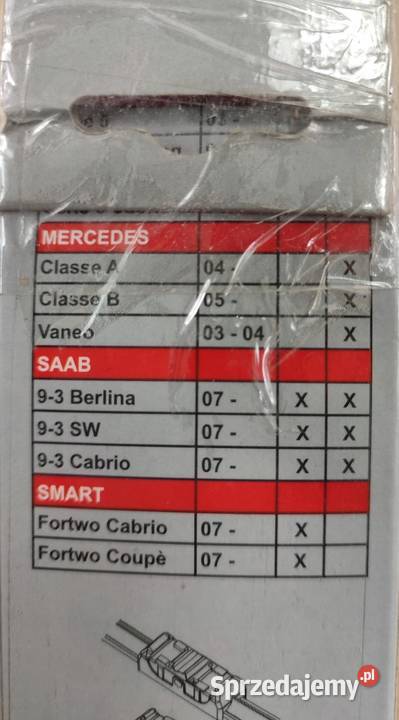 MERCEDES
Classe A 04 - X
Classe B 05 - X
Vaneo 03 - 04 X
SAAB
9-3 Berlina 07 - X X
9-3 SW 07 - X X
9-3 Cabrio 07 - X X
SMART
Fortwo Cabrio 07 - X
Fortwo Coupè 07 - X
Sprzedajemy.pl